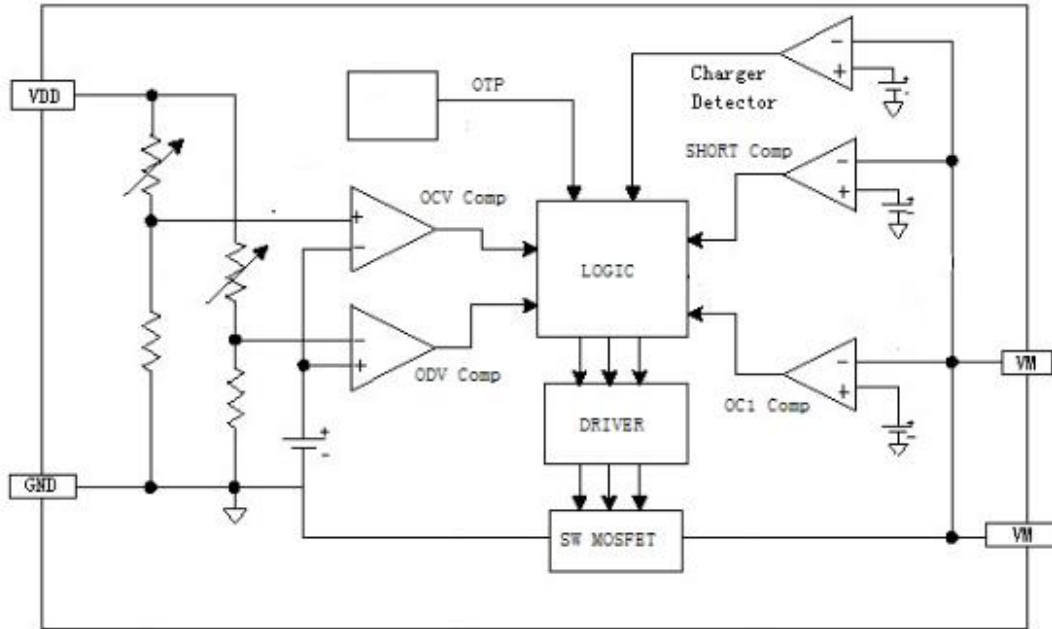 VDD
OTP
Charger
Detector
SHORT Comp
OCV Comp
LOGIC
ODV Comp
OC1 Comp
VM
DRIVER
GND
SW MOSFET
VM